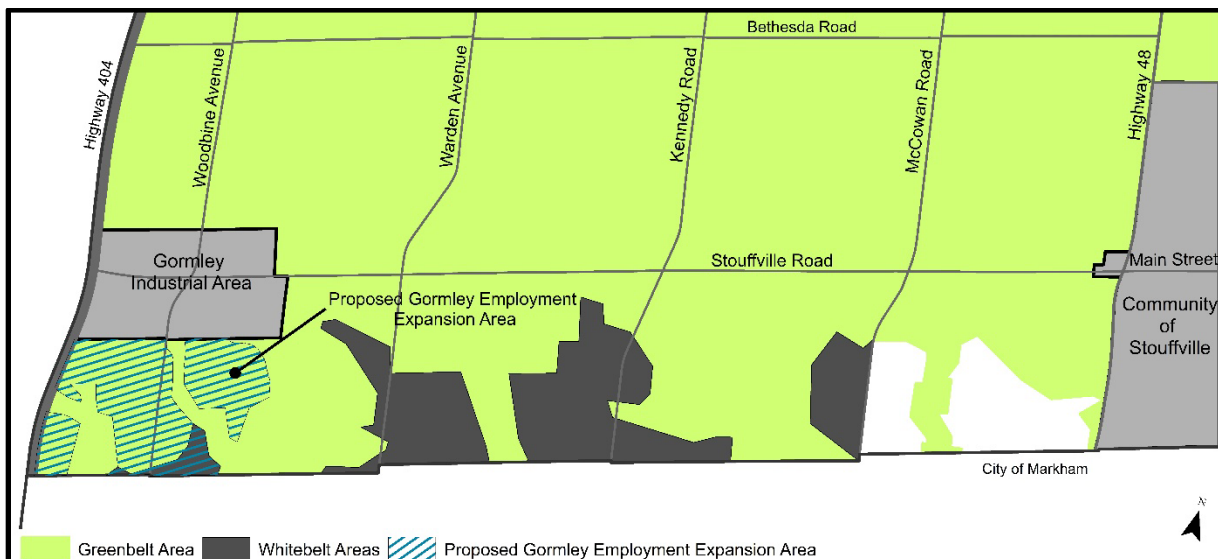 Bethesda Road
Highway 404
Woodbine Avenue
Warden Avenue
Kennedy Road
McCowan Road
Highway 48
Gormley
Industrial Area
Stouffville Road
Main Street
Proposed Gormley Employment
Expansion Area
Community
of
Stouffville
City of Markham
N
Greenbelt Area
Whitebelt Areas
Proposed Gormley Employment Expansion Area